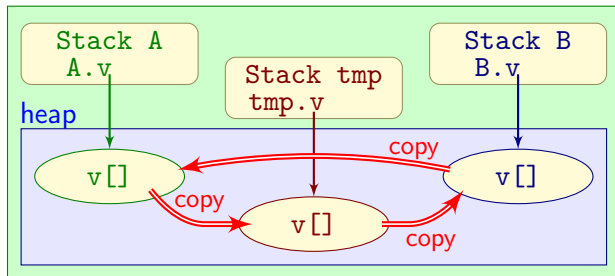 Stack A
A.v
Stack tmp
tmp.v
Stack B
B.v
heap
copy
v[]
v[]
copy
v[]
copy